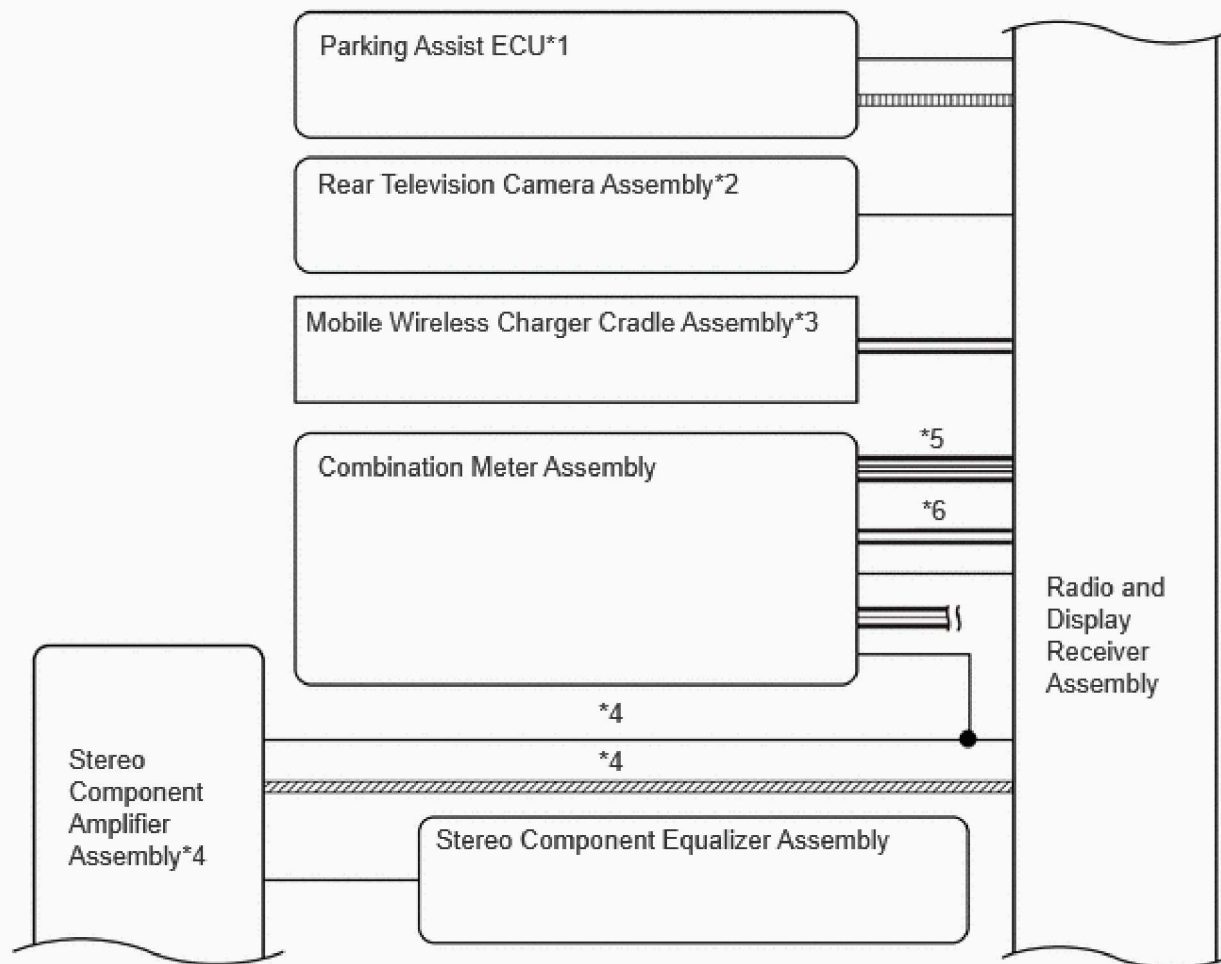 Parking Assist ECU*1
Rear Television Camera Assembly*2
Mobile Wireless Charger Cradle Assembly*3
*5
Combination Meter Assembly
*6
Radio and
Display
Receiver
Assembly
*4
*4
Stereo
Component
Amplifier
Assembly*4
Stereo Component Equalizer Assembly